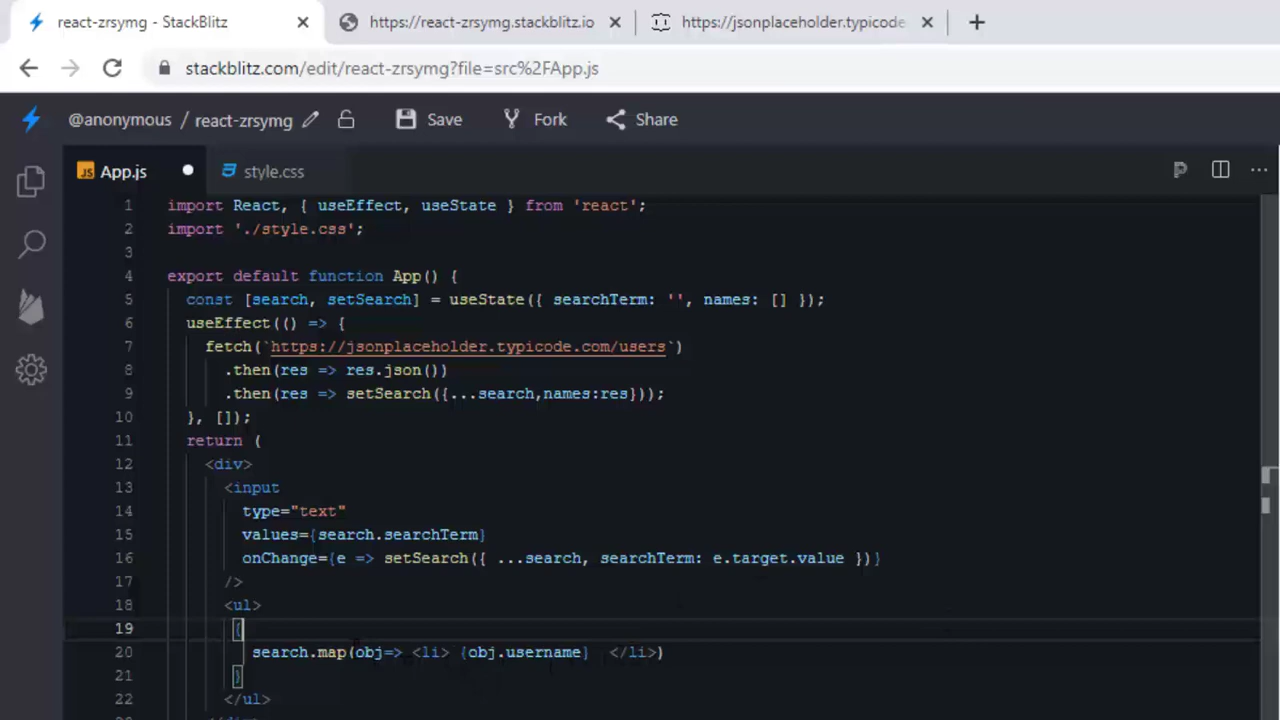 react-zrsymg - StackBlitz
https://react-zrsymg.stackblitz.io
https://jsonplaceholder.typicode
stackblitz.com/edit/react-zrsymg?file=src%2FApp.js
@anonymous / react-zrsymg
Save
Fork
Share
JS App.js
style.css
1 import React, { useEffect, useState } from 'react';
2 import './style.css';
3
4 export default function App() {
5 const [search, setSearch] = useState({ searchTerm: '', names: [] });
6 useEffect(() => {
7 fetch(`https://jsonplaceholder.typicode.com/users`)
8 .then(res => res.json())
9 .then(res => setSearch({...search,names:res}));
10 }, []);
11 return (
12 <div>
13 <input
14 type="text"
15 values={search.searchTerm}
16 onChange={e => setSearch({ ...search, searchTerm: e.target.value })}
17 />
18 <ul>
19 {
20 search.map(obj=> <li> {obj.username} </li>)
21 }
22 </ul>